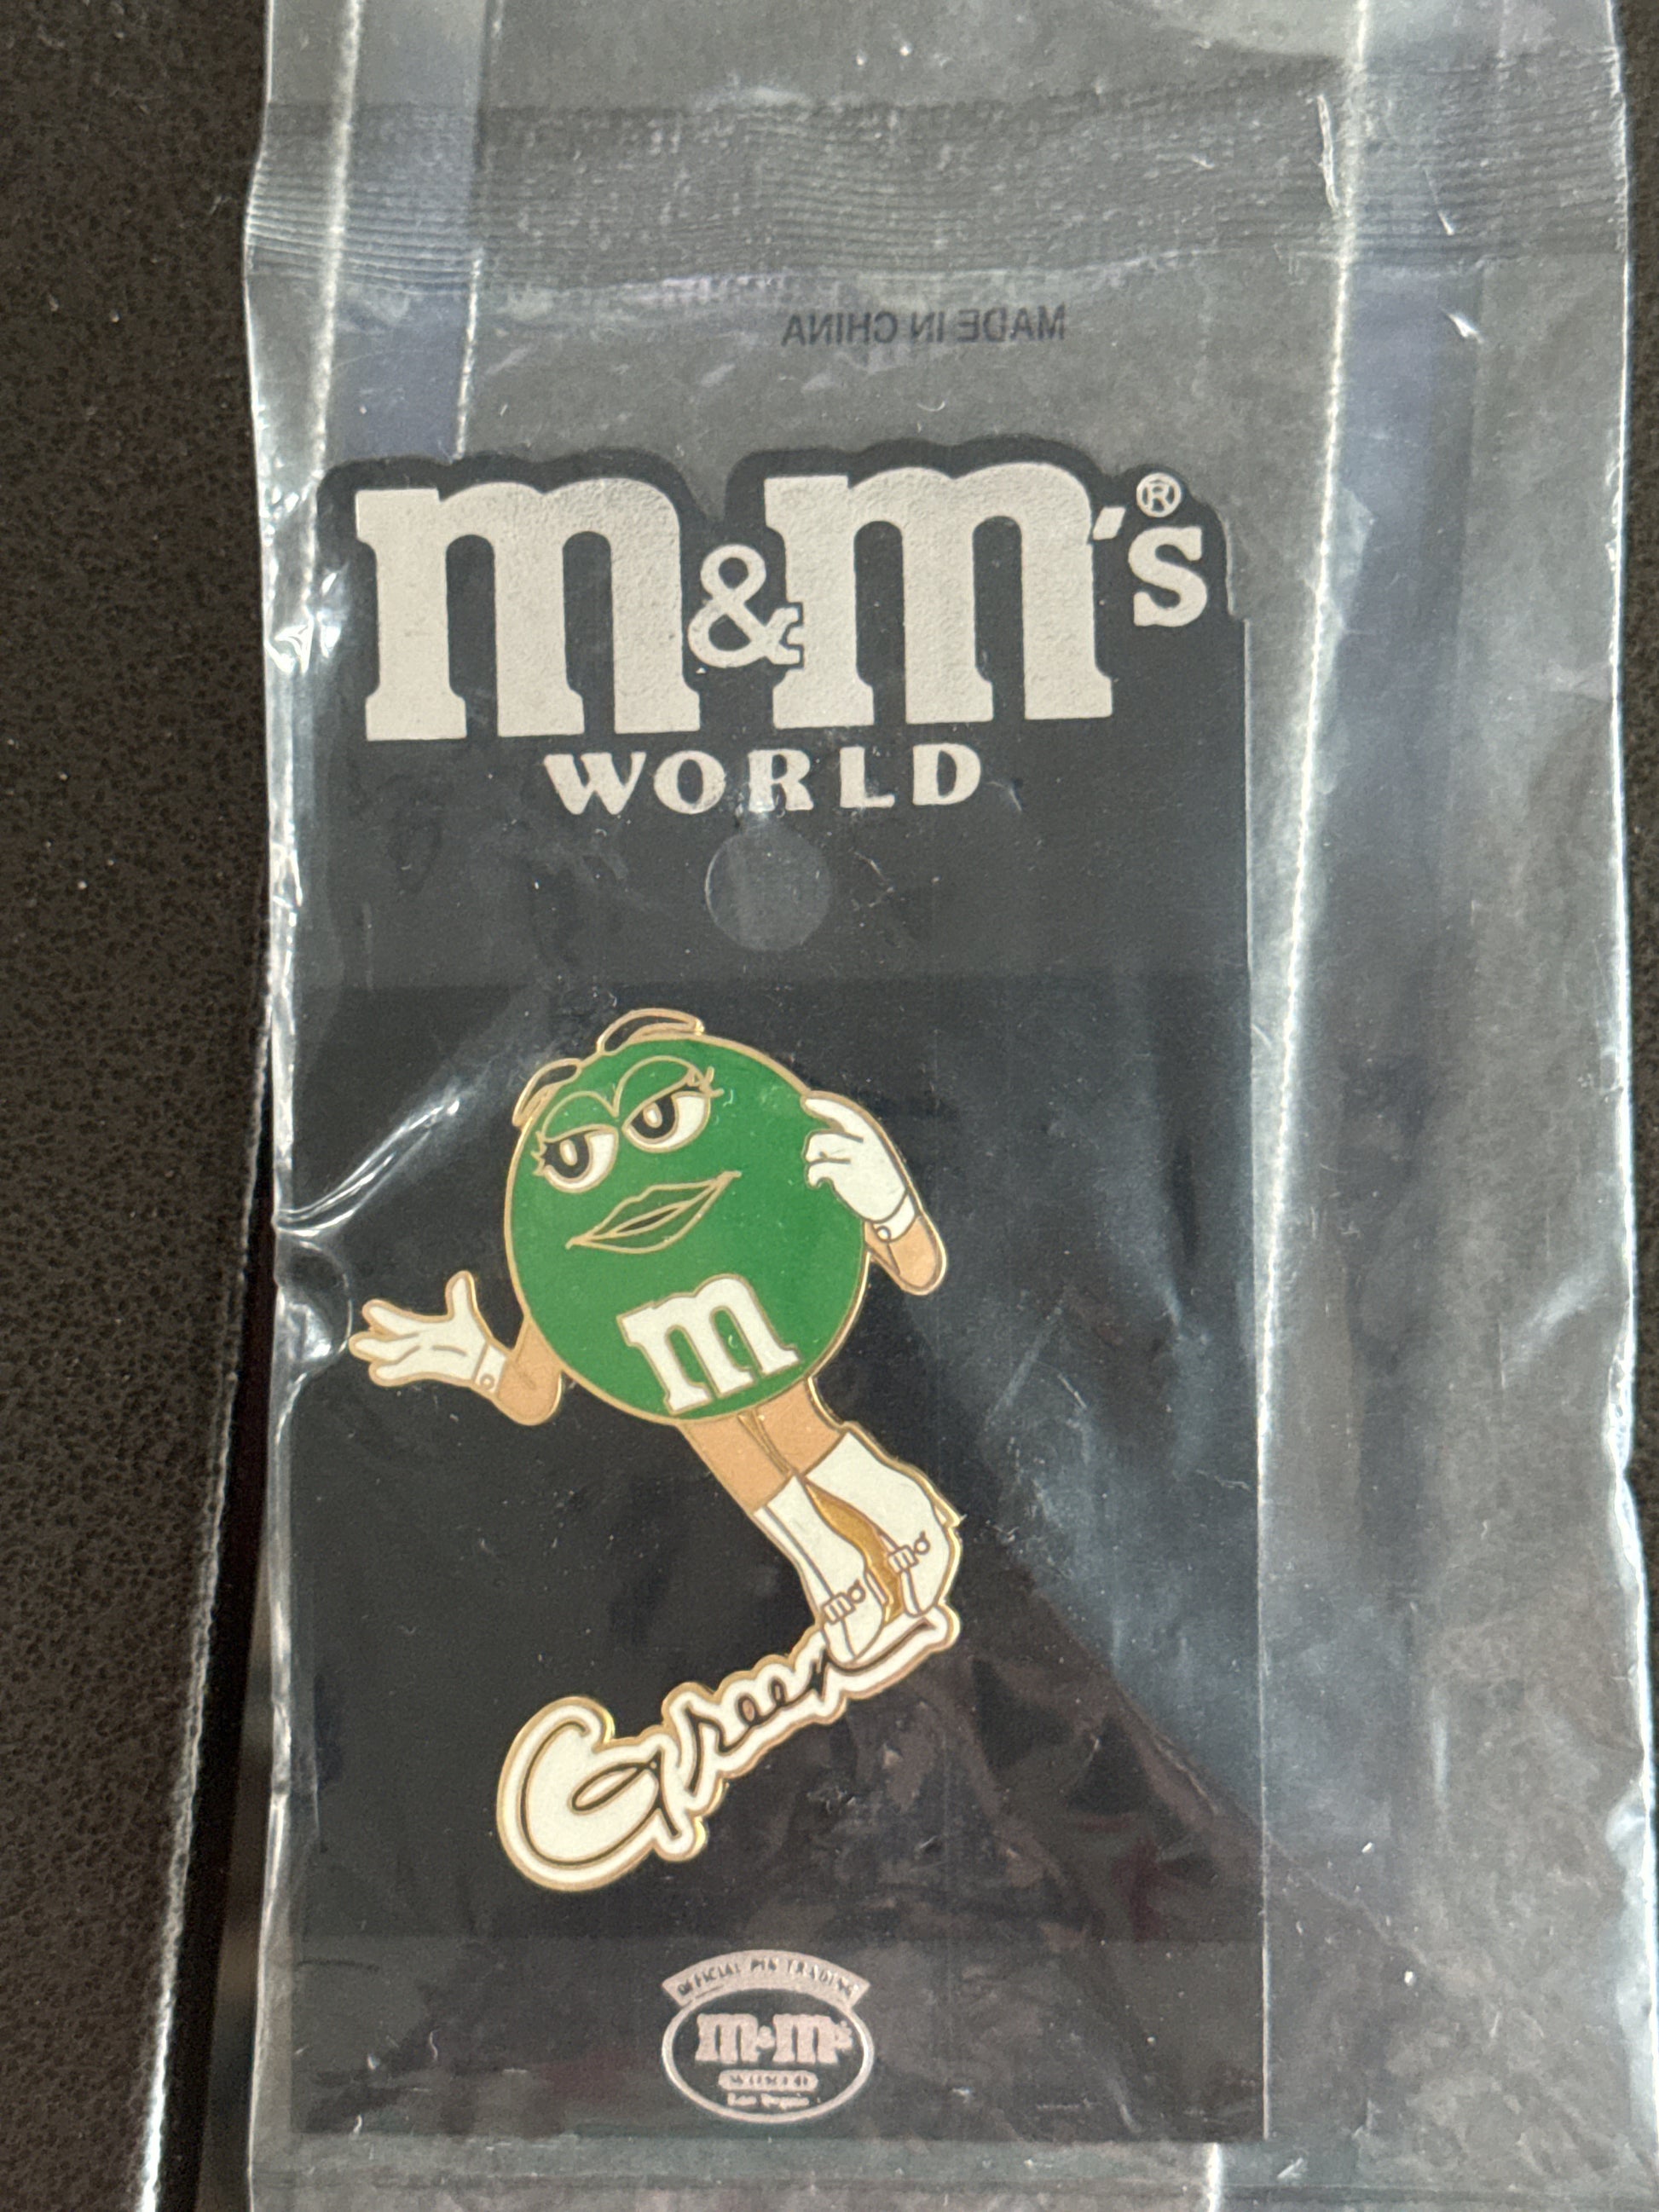 MADE IN CHINA
m&m's®
WORLD
m
m
m
Green
OFFICIAL PIN TRADING
m&m's
WORLD
Las Vegas